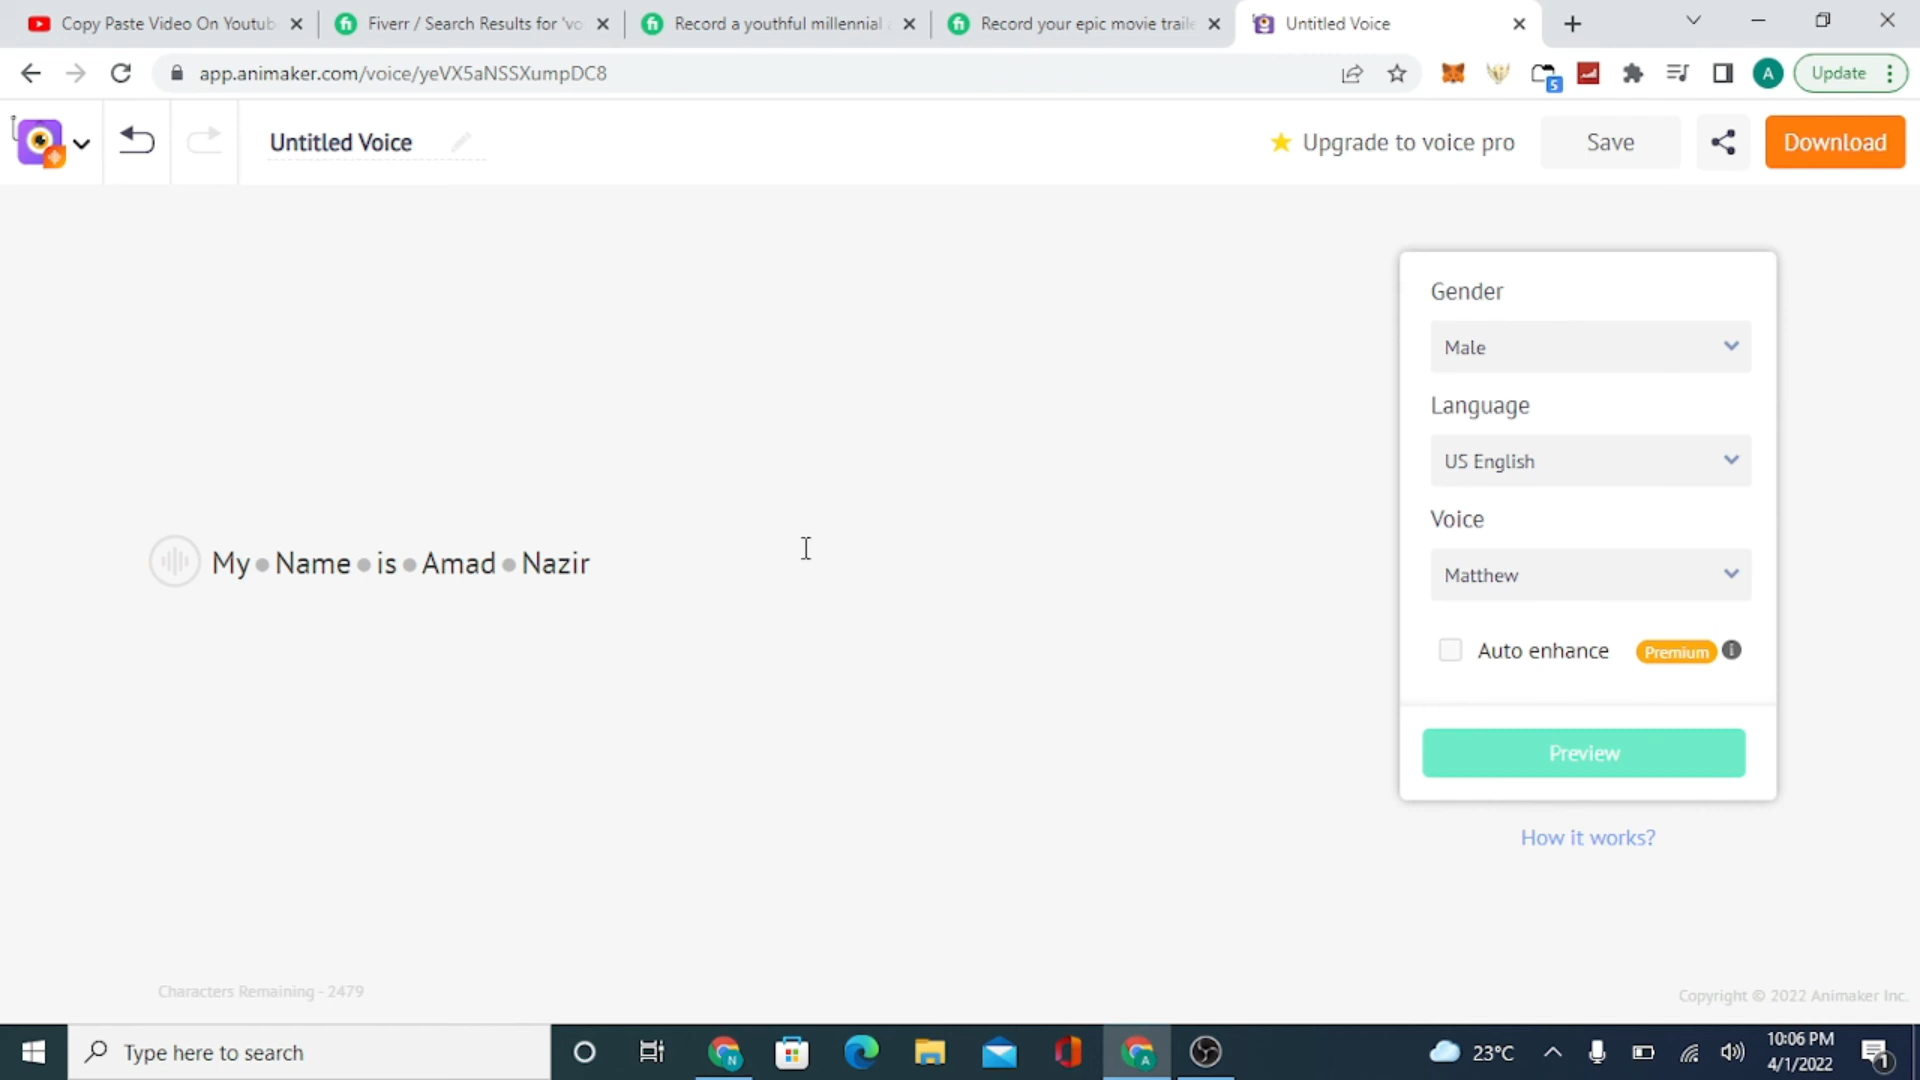 Copy Paste Video On Youtub
Fiverr / Search Results for 'vo
Record a youthful millennial
Record your epic movie traile
Untitled Voice
app.animaker.com/voice/yeVX5aNSSXumpDC8
5
A
Update
Untitled Voice
Upgrade to voice pro
Save
Download
Gender
Male
Language
US English
Voice
Matthew
Auto enhance
Premium
Preview
How it works?
My Name is Amad Nazir
Characters Remaining - 2479
Copyright © 2022 Animaker Inc.
Type here to search
N
A
23°C
10:06 PM
4/1/2022
1